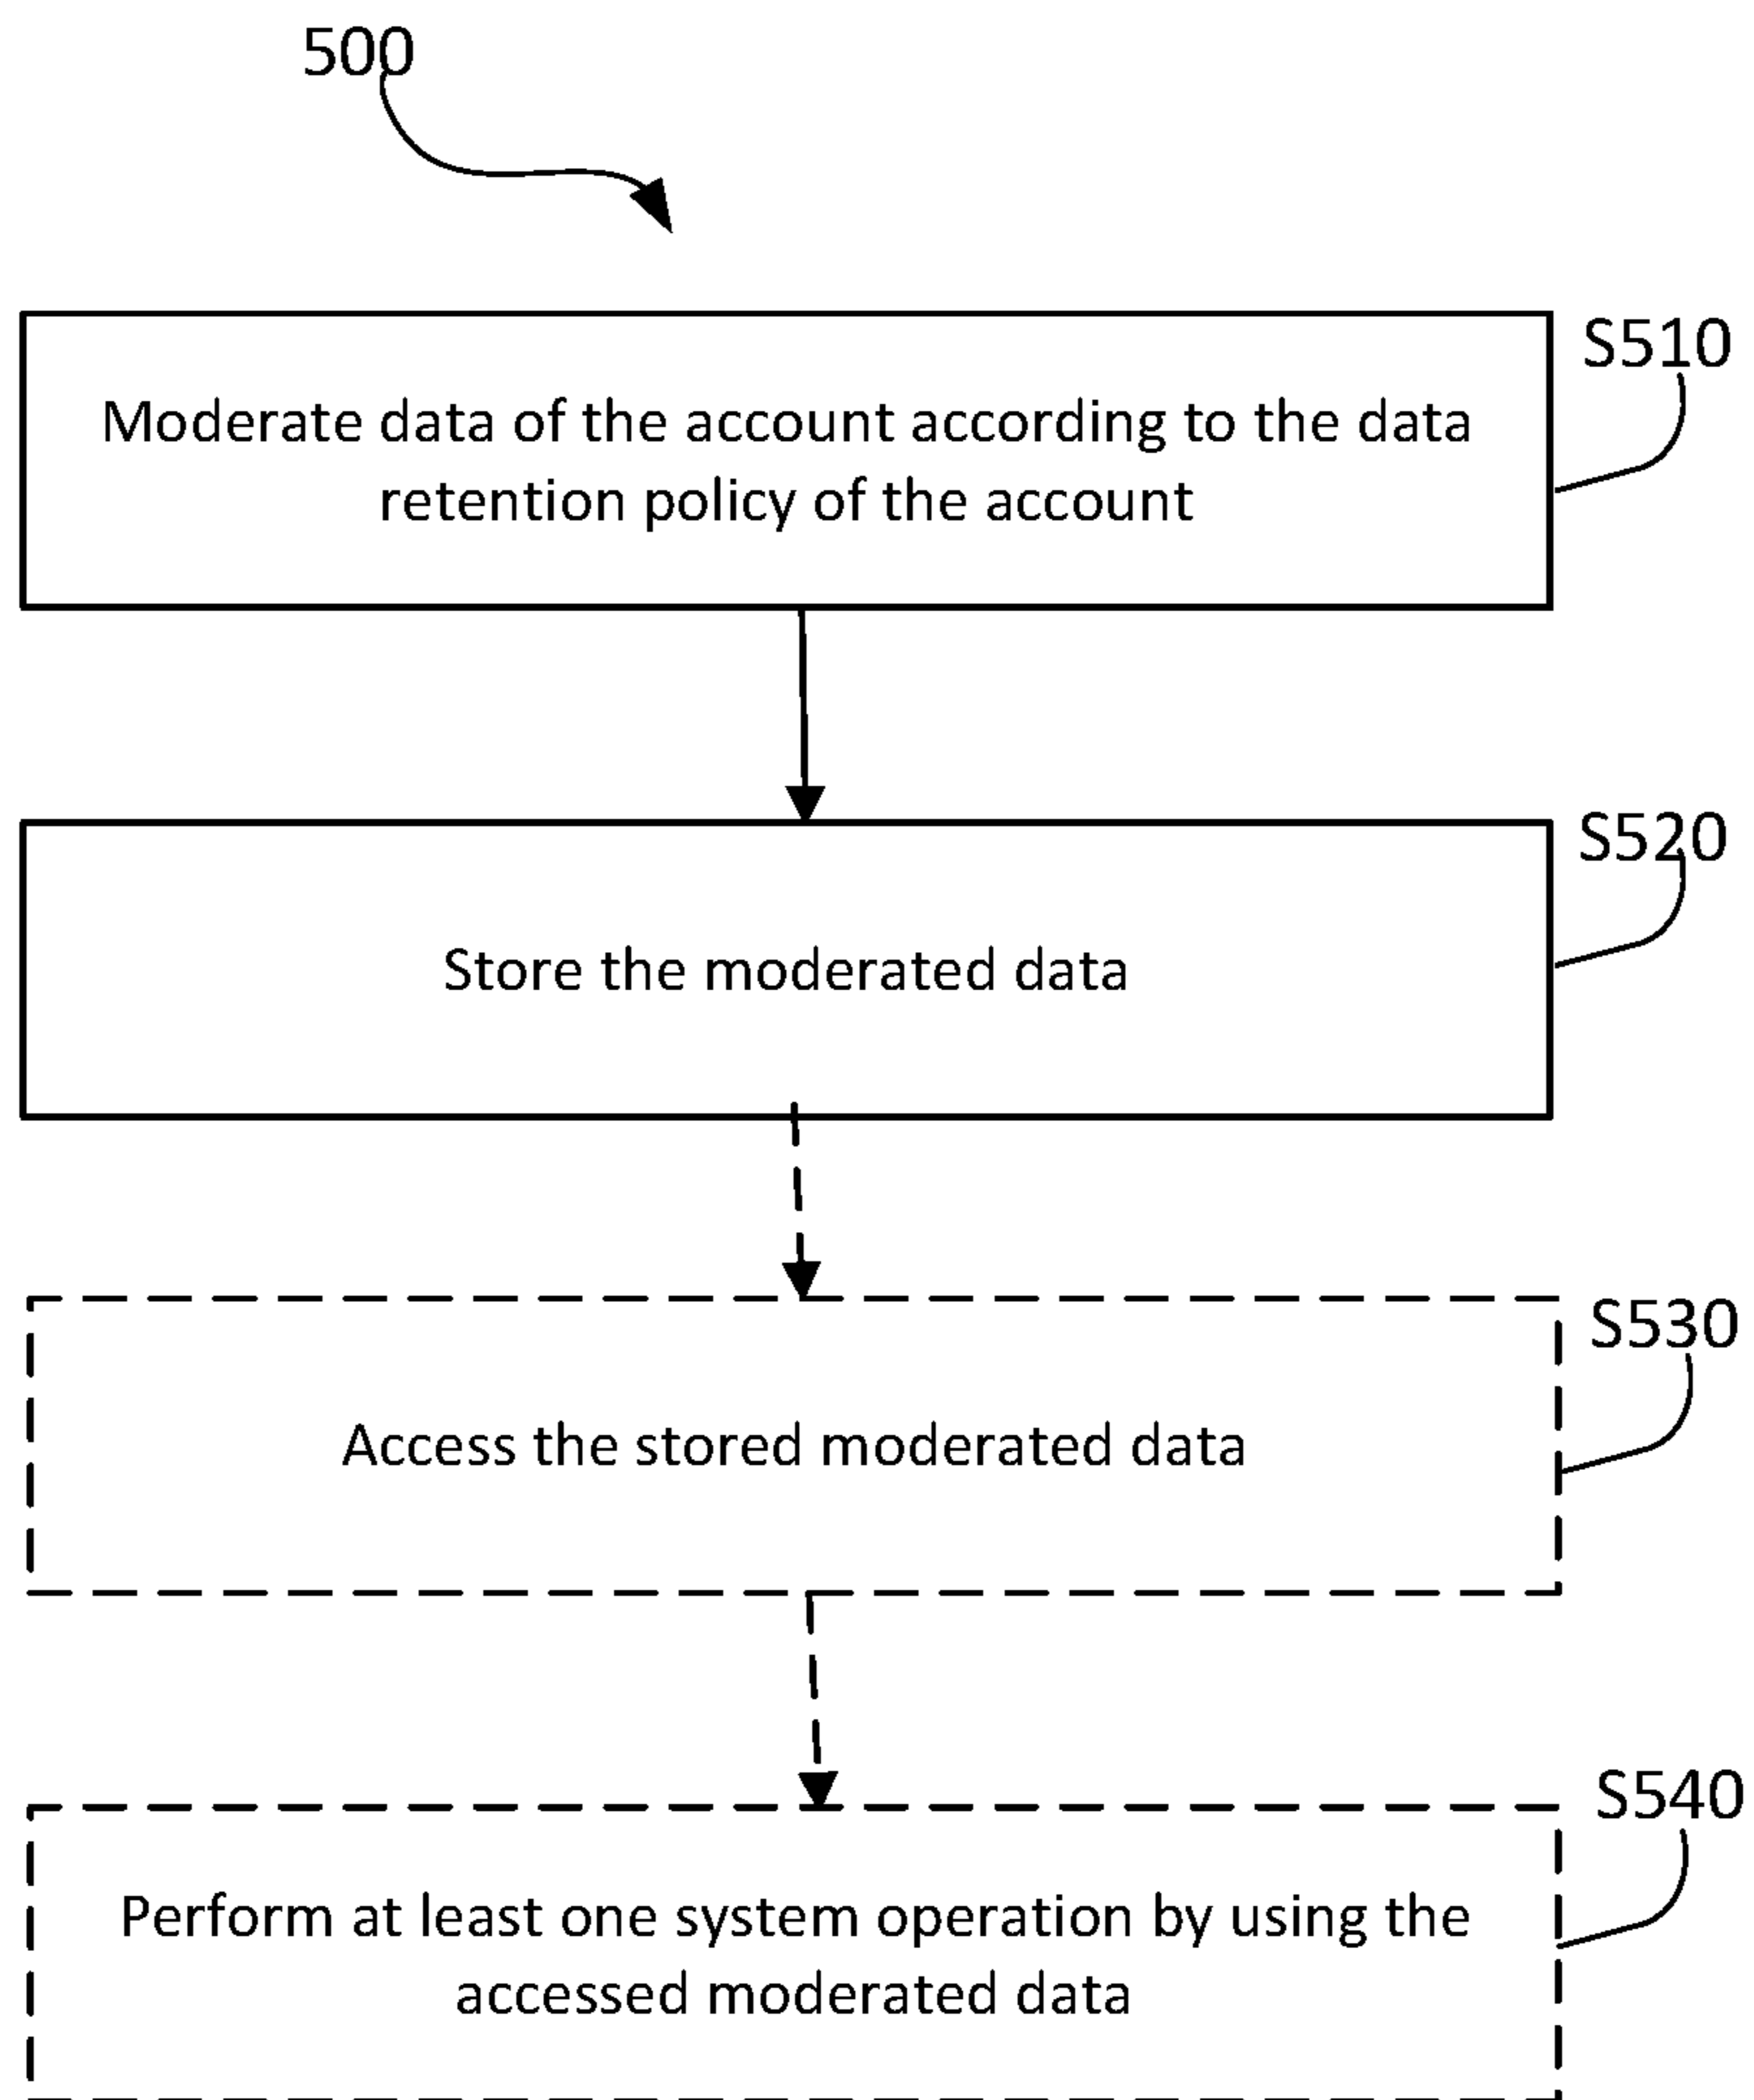 500
S510
Moderate data of the account according to the data
retention policy of the account
S520
Store the moderated data
S530
Access the stored moderated data
S540
Perform at least one system operation by using the
accessed moderated data